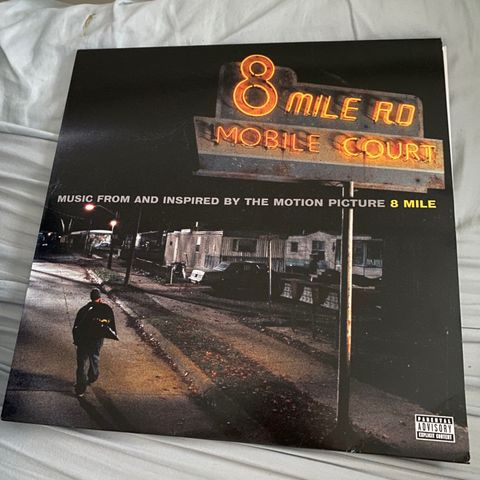 8 MILE RD
MOBILE COURT
MUSIC FROM AND INSPIRED BY THE MOTION PICTURE 8 MILE
PARENTAL
ADVISORY
EXPLICIT CONTENT